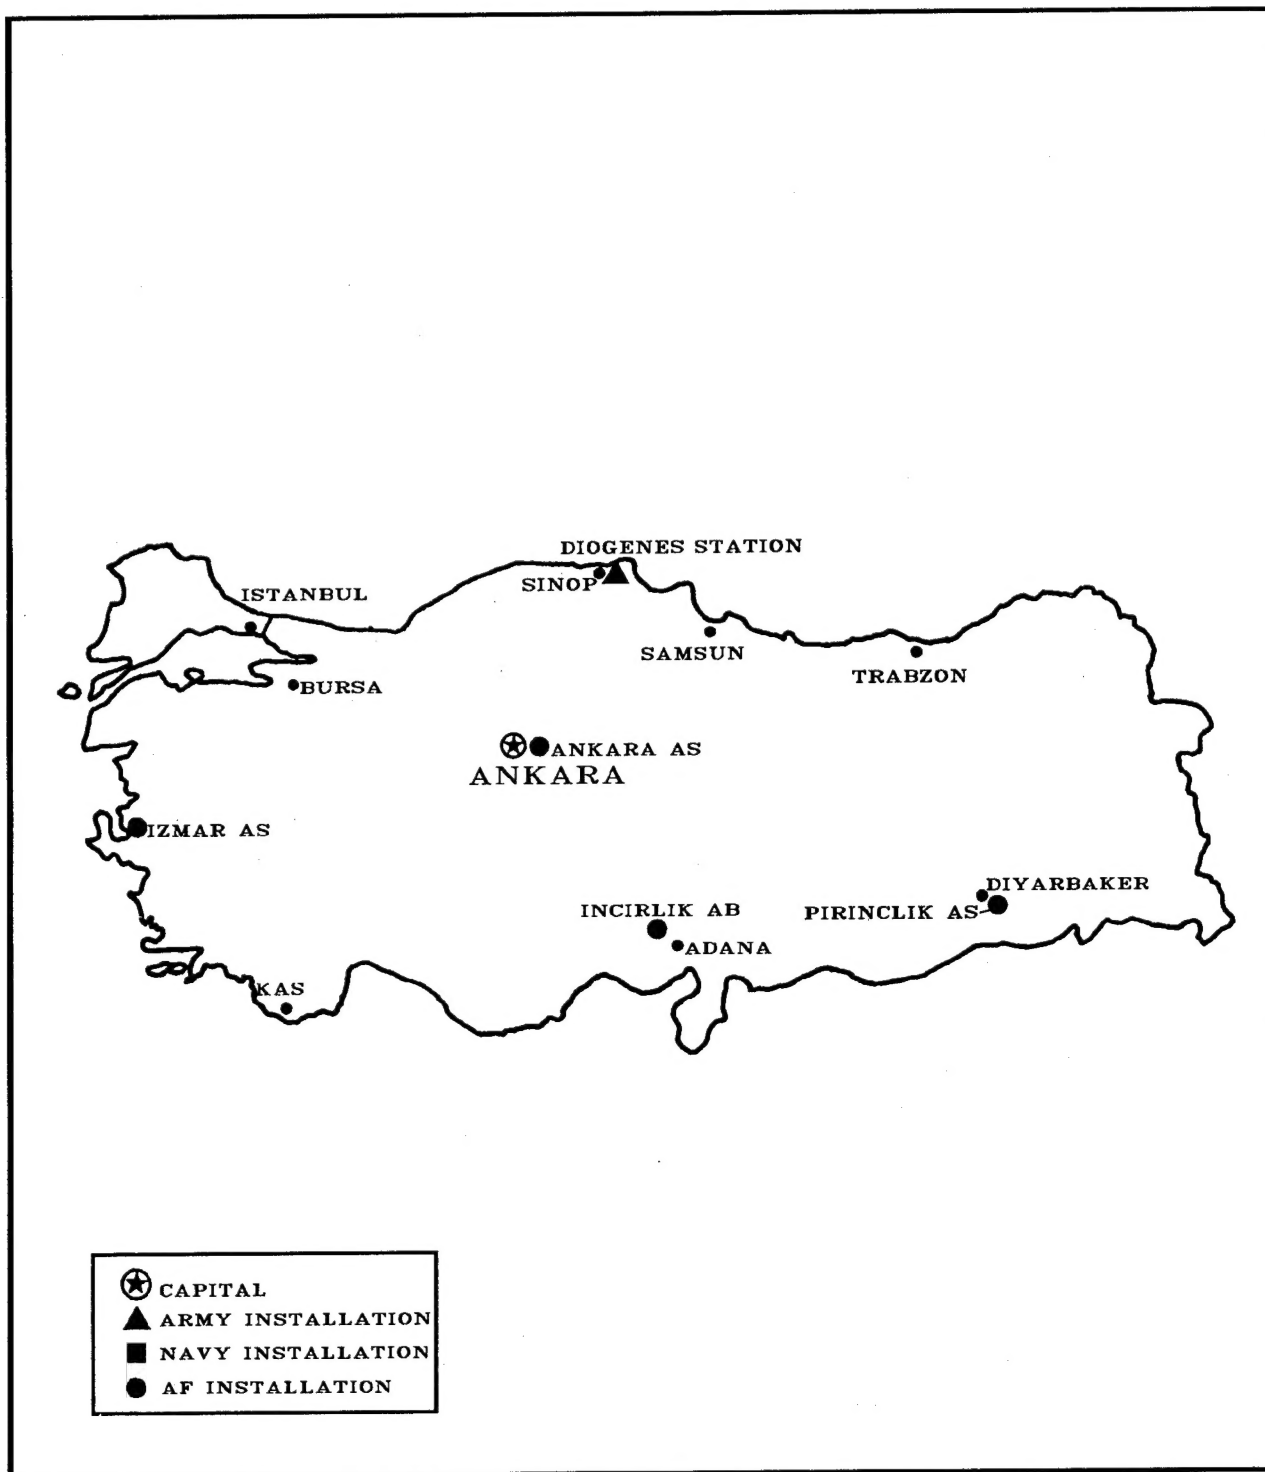 DIOGENES STATION
SINOP
ISTANBUL
SAMSUN
TRABZON
BURSA
ANKARA AS
ANKARA
IZMAR AS
DIYARBAKER
PIRINCLIK AS
INCIRLIK AB
ADANA
KAS
CAPITAL
ARMY INSTALLATION
NAVY INSTALLATION
AF INSTALLATION